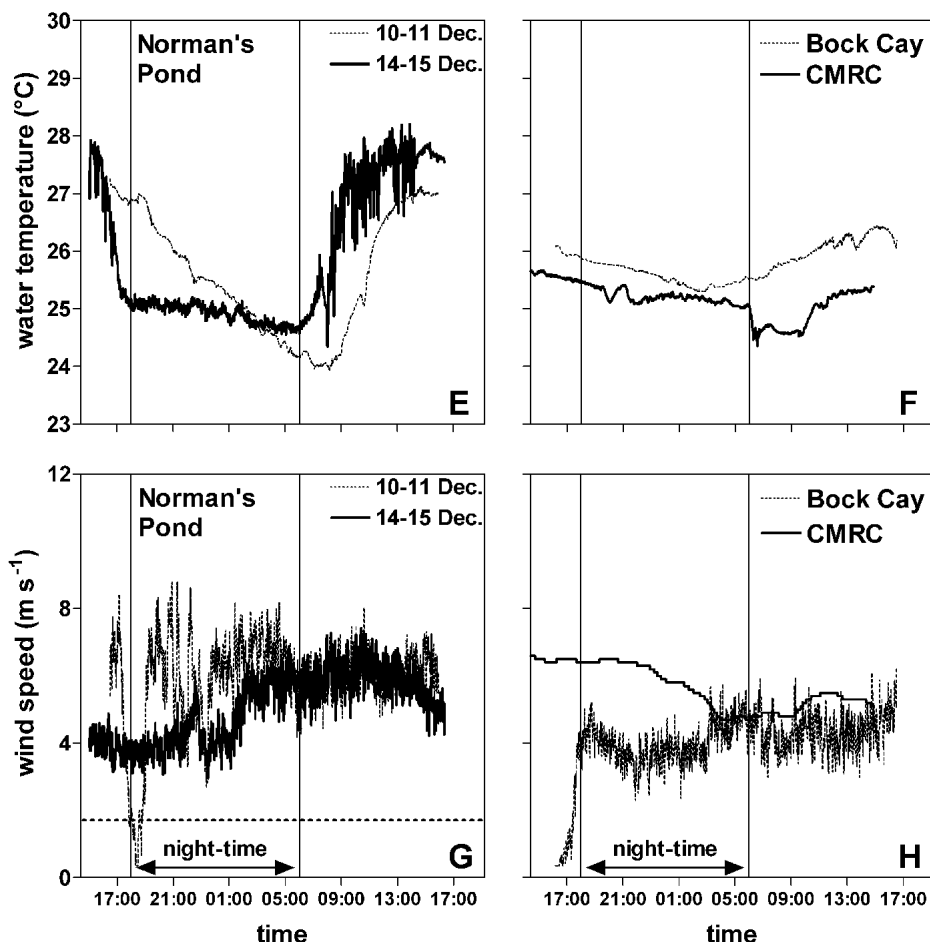 30
29
28
27
26
25
24
23
water temperature (°C)
Norman's
Pond
10-11 Dec.
14-15 Dec.
E
Bock Cay
CMRC
F
12
8
4
0
wind speed (m s⁻¹)
Norman's
Pond
10-11 Dec.
14-15 Dec.
night-time
G
Bock Cay
CMRC
night-time
H
17:00 21:00 01:00 05:00 09:00 13:00 17:00
time
17:00 21:00 01:00 05:00 09:00 13:00 17:00
time